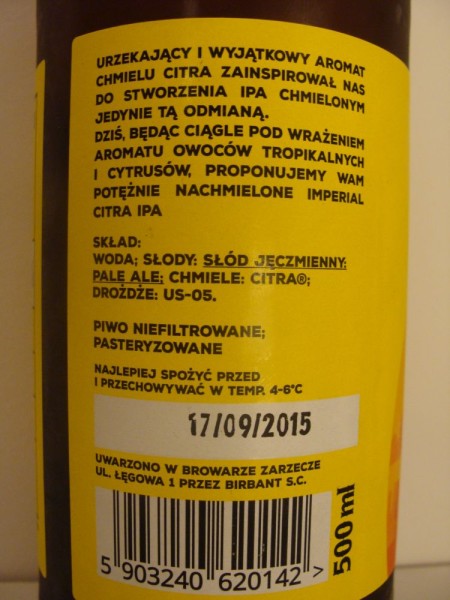 URZEKAJĄCY I WYJĄTKOWY AROMAT
CHMIELU CITRA ZAINSPIROWAŁ NAS
DO STWORZENIA IPA CHMIELONYM
JEDYNIE TĄ ODMIANĄ.
DZIŚ, BĘDĄC CIĄGLE POD WRAŻENIEM
AROMATU OWOCÓW TROPIKALNYCH
I CYTRUSÓW, PROPONUJEMY WAM
POTĘŻNIE NACHMIELONE IMPERIAL
CITRA IPA
SKŁAD:
WODA; SŁODY: SŁÓD JĘCZMIENNY:
PALE ALE; CHMIELE: CITRA®;
DROŻDŻE: US-05.
PIWO NIEFILTROWANE;
PASTERYZOWANE
NAJLEPIEJ SPOŻYĆ PRZED
I PRZECHOWYWAĆ W TEMP. 4-6°C
17/09/2015
UWARZONO W BROWARZE ZARZECZE
UL. ŁĘGOWA 1 PRZEZ BIRBANT S.C.
5 903240 620142 >
500 ml